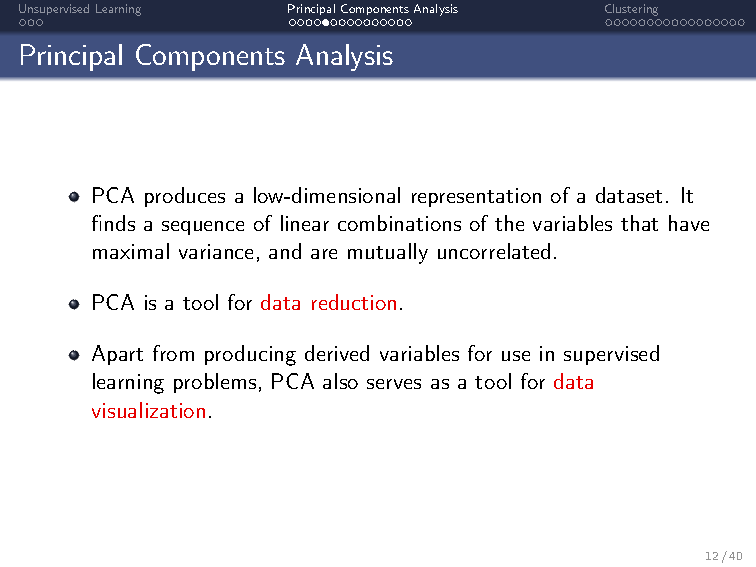 Unsupervised Learning
Principal Components Analysis
Clustering
Principal Components Analysis
PCA produces a low-dimensional representation of a dataset. It
finds a sequence of linear combinations of the variables that have
maximal variance, and are mutually uncorrelated.
PCA is a tool for data reduction.
Apart from producing derived variables for use in supervised
learning problems, PCA also serves as a tool for data
visualization.
12 / 40